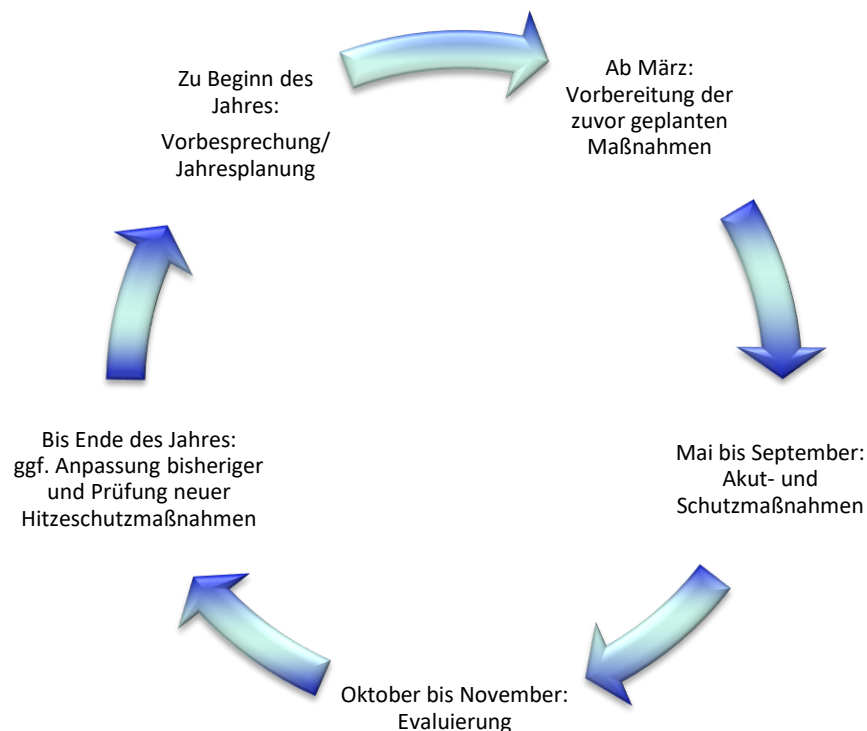 Zu Beginn des
Jahres:
Vorbesprechung/
Jahresplanung
Ab März:
Vorbereitung der
zuvor geplanten
Maßnahmen
Mai bis September:
Akut- und
Schutzmaßnahmen
Oktober bis November:
Evaluierung
Bis Ende des Jahres:
ggf. Anpassung bisheriger
und Prüfung neuer
Hitzeschutzmaßnahmen